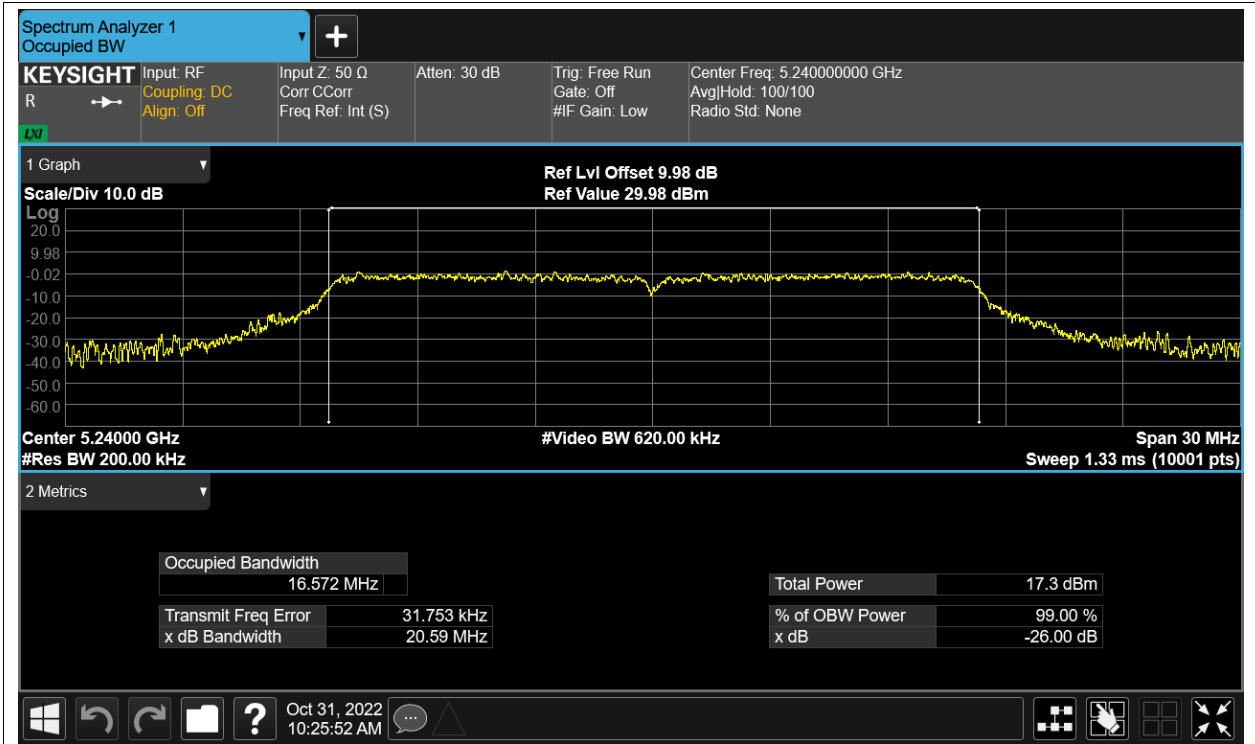 Spectrum Analyzer 1
Occupied BW
+
KEYSIGHT
R
LXI
Input: RF
Coupling: DC
Align: Off
Input Z: 50 Ω
Corr CCorr
Freq Ref: Int (S)
Atten: 30 dB
Trig: Free Run
Gate: Off
#IF Gain: Low
Center Freq: 5.240000000 GHz
Avg|Hold: 100/100
Radio Std: None
1 Graph
Scale/Div 10.0 dB
Ref Lvl Offset 9.98 dB
Ref Value 29.98 dBm
Log
20.0
9.98
-0.02
-10.0
-20.0
-30.0
-40.0
-50.0
-60.0
Center 5.24000 GHz
#Video BW 620.00 kHz
Span 30 MHz
#Res BW 200.00 kHz
Sweep 1.33 ms (10001 pts)
2 Metrics
Occupied Bandwidth
16.572 MHz
Total Power 17.3 dBm
Transmit Freq Error 31.753 kHz
% of OBW Power 99.00 %
x dB Bandwidth 20.59 MHz
x dB -26.00 dB
?
Oct 31, 2022
10:25:52 AM